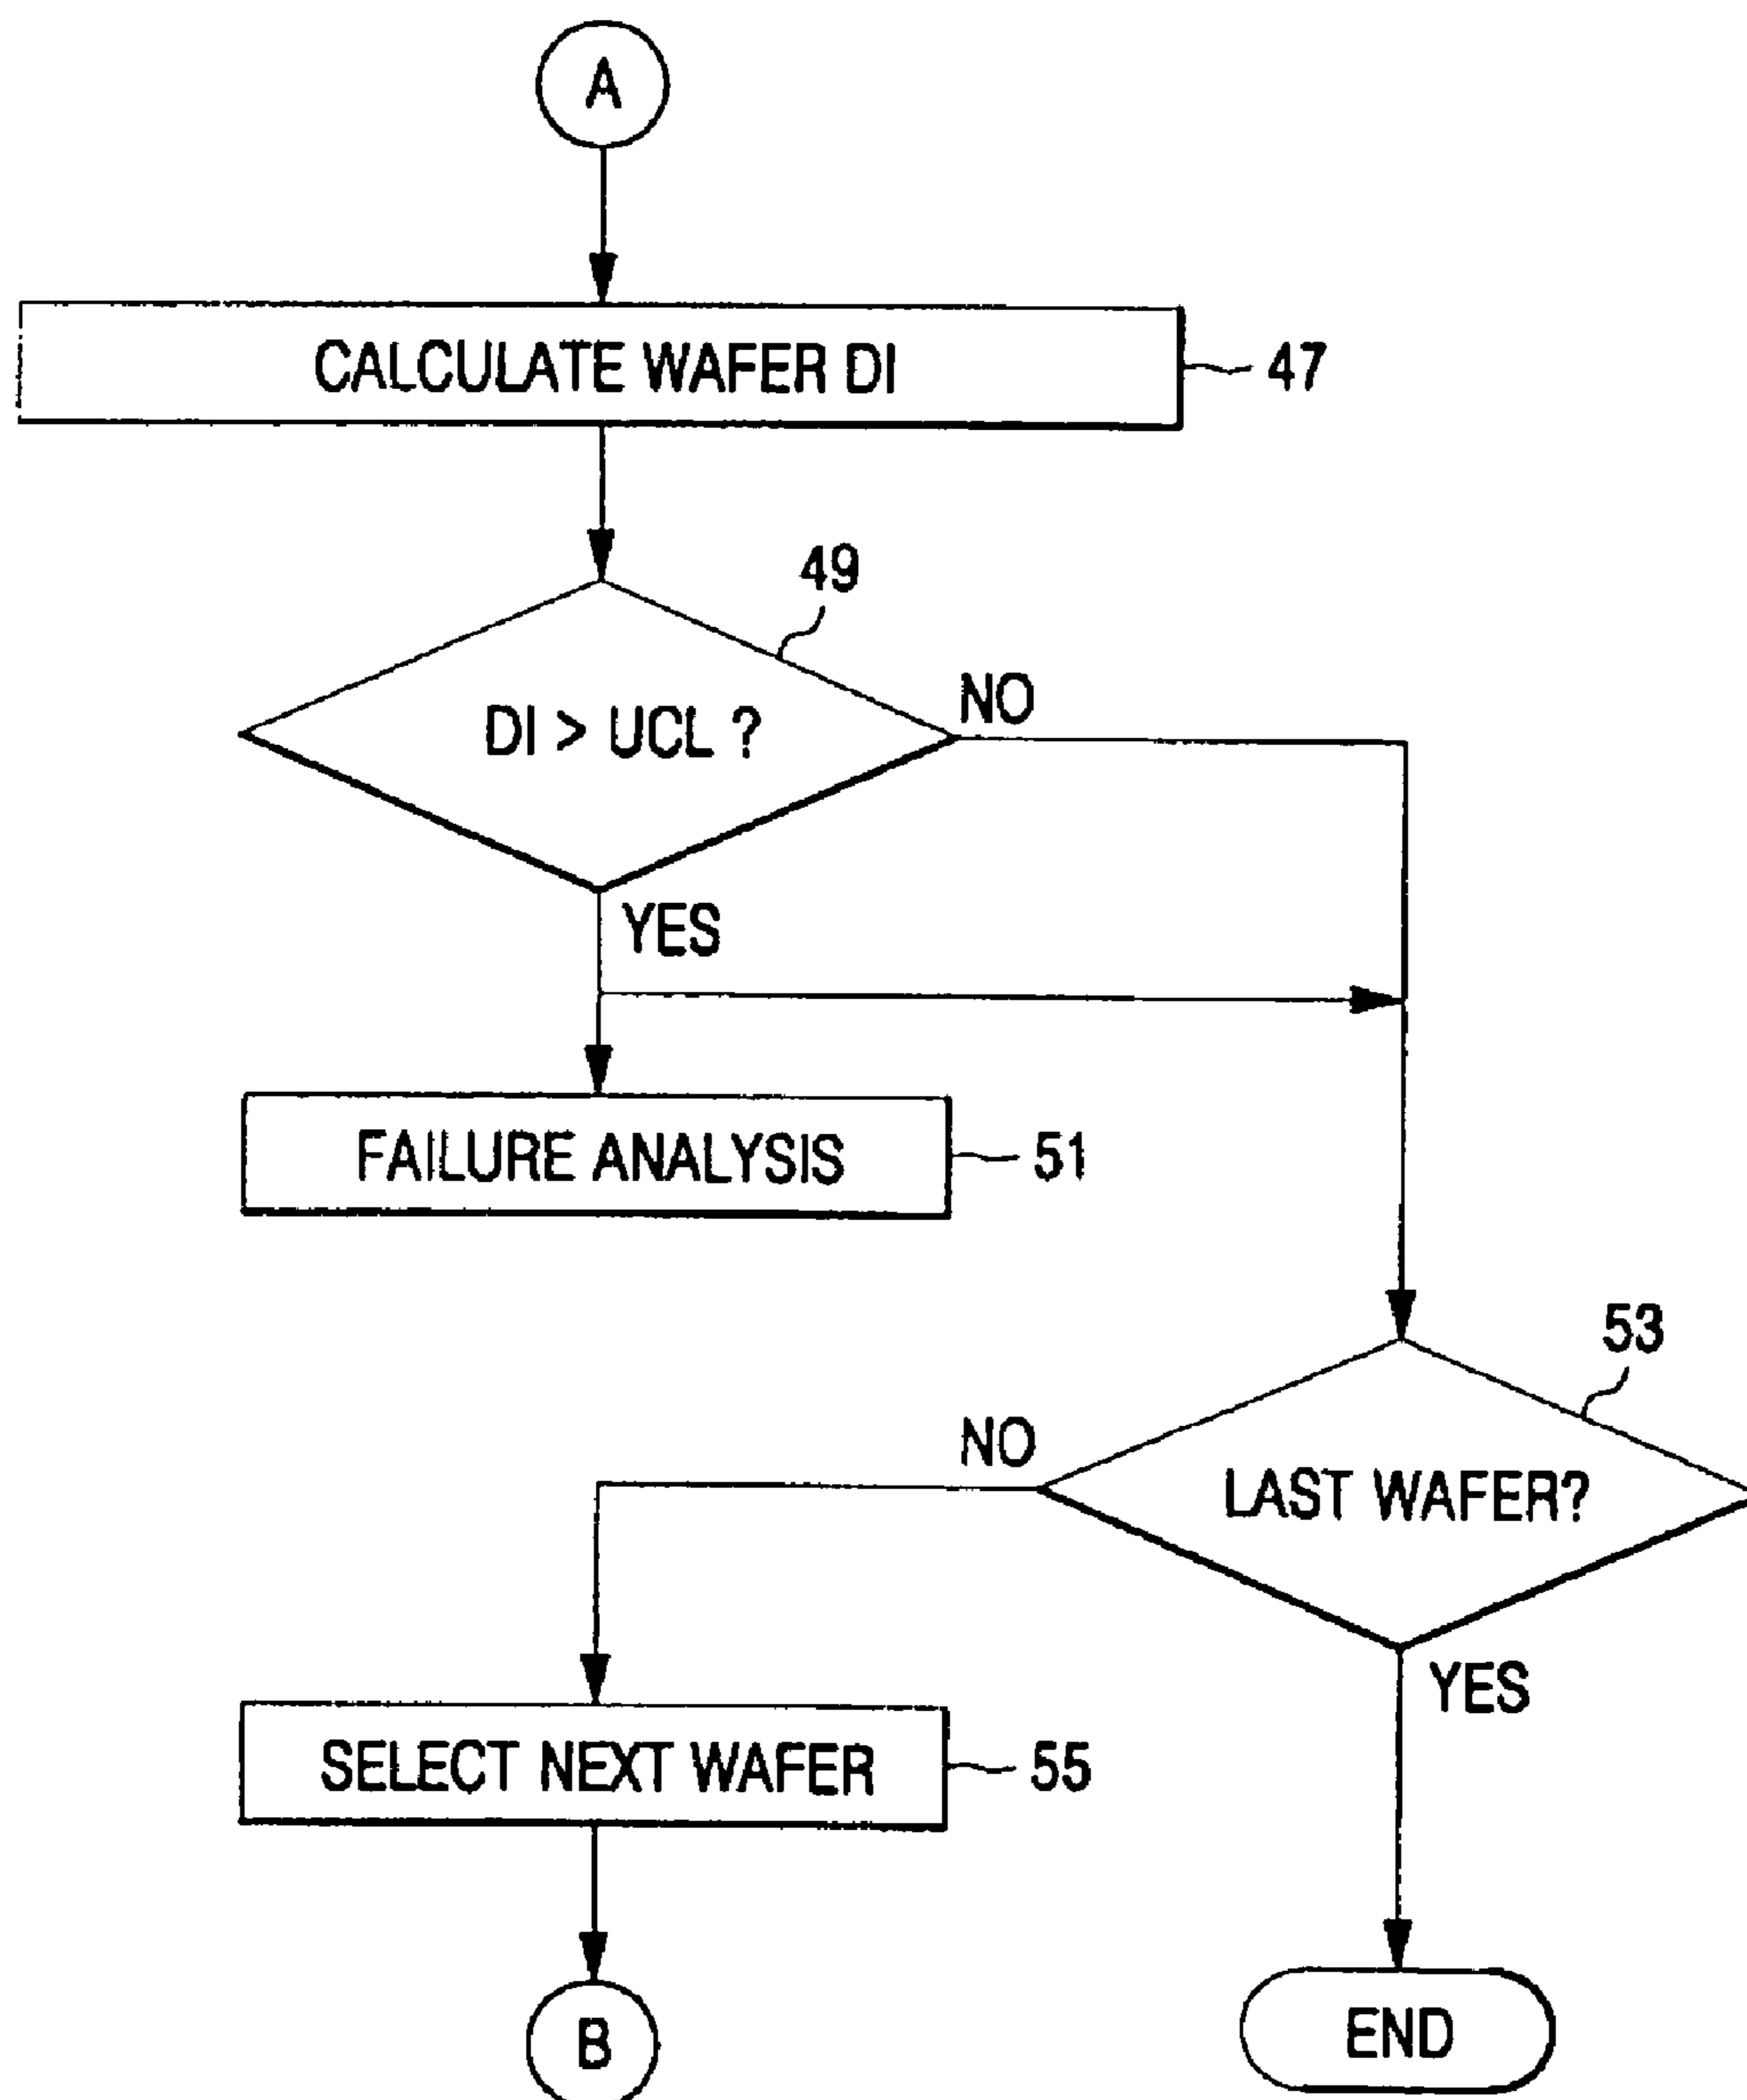 A
CALCULATE WAFER DI
47
49
DI > UCL ?
NO
YES
FAILURE ANALYSIS
51
53
NO
LAST WAFER?
YES
SELECT NEXT WAFER
55
B
END